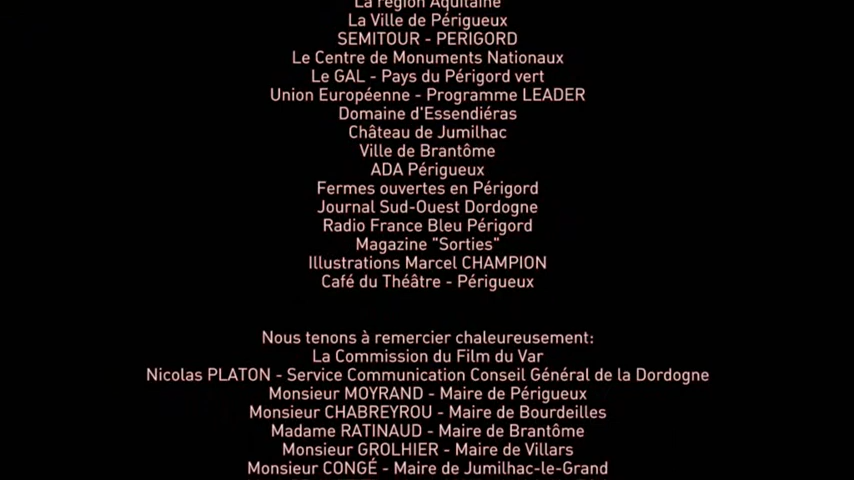 La région Aquitaine
La Ville de Périgueux
SEMITOUR - PERIGORD
Le Centre de Monuments Nationaux
Le GAL - Pays du Périgord vert
Union Européenne - Programme LEADER
Domaine d'Essendiéras
Château de Jumilhac
Ville de Brantôme
ADA Périgueux
Fermes ouvertes en Périgord
Journal Sud-Ouest Dordogne
Radio France Bleu Périgord
Magazine "Sorties"
Illustrations Marcel CHAMPION
Café du Théâtre - Périgueux
Nous tenons à remercier chaleureusement:
La Commission du Film du Var
Nicolas PLATON - Service Communication Conseil Général de la Dordogne
Monsieur MOYRAND - Maire de Périgueux
Monsieur CHABREYROU - Maire de Bourdeilles
Madame RATINAUD - Maire de Brantôme
Monsieur GROLHIER - Maire de Villars
Monsieur CONGÉ - Maire de Jumilhac-le-Grand